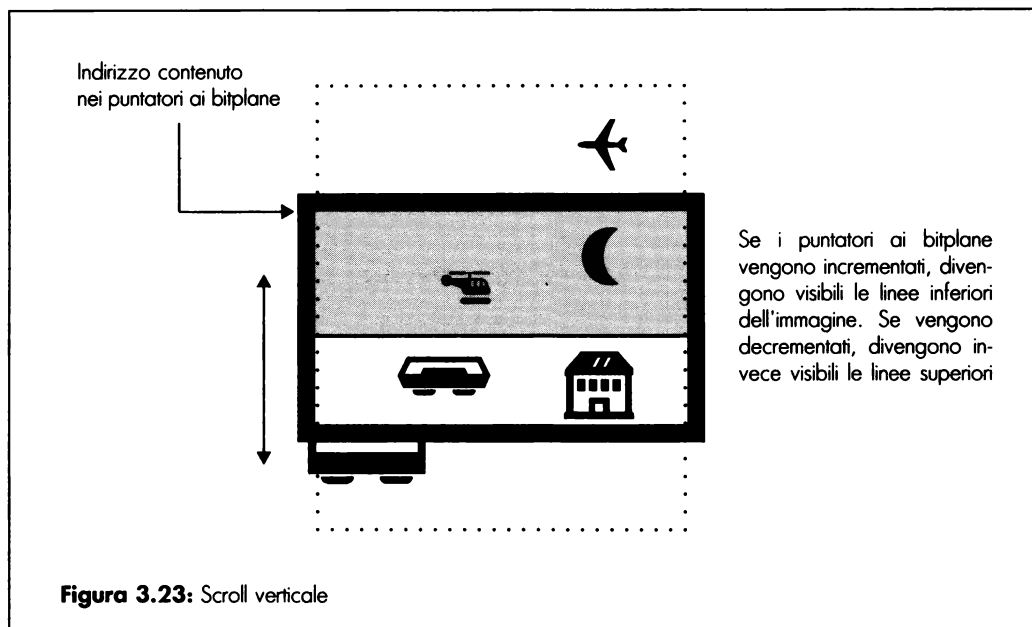 Indirizzo contenuto
nei puntatori ai bitplane
Se i puntatori ai bitplane
vengono incrementati, diven-
gono visibili le linee inferiori
dell'immagine. Se vengono
decrementati, divengono in-
vece visibili le linee superiori
Figura 3.23: Scroll verticale